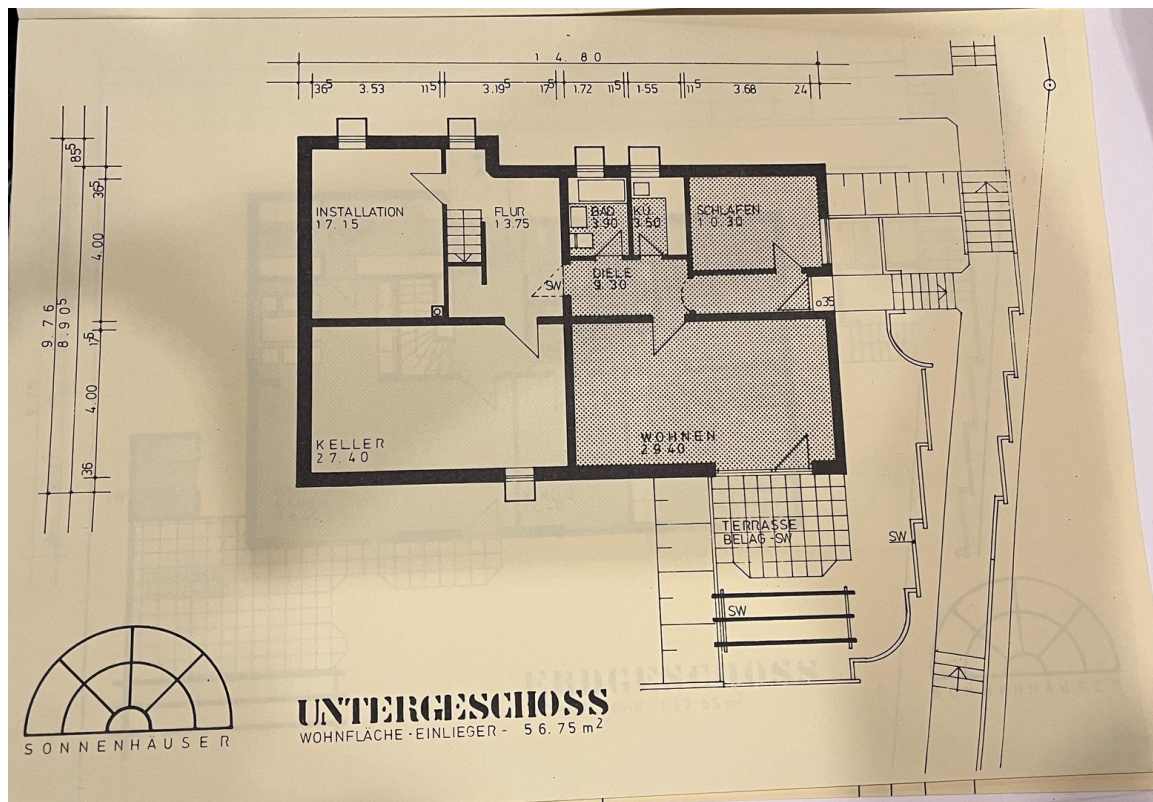 1 4. 80
36⁵ 3.53 11⁵ 3.19⁵ 17⁵ 1.72 11⁵ 1.55 11⁵ 3.68 24
85⁵
36⁵
4.00
9.76
8.90⁵
17⁵
4.00
36
INSTALLATION
17.15
FLUR
13.75
BAD
3.90
KÜ.
3.50
SCHLAFEN
10.30
DIELE
9.30
SW
035
KELLER
27.40
WOHNEN
29.40
TERRASSE
BELAG-SW
SW
SW
SONNENHÄUSER
UNTERGESCHOSS
WOHNFLÄCHE-EINLIEGER- 56.75 m²
ERDGESCHOSS